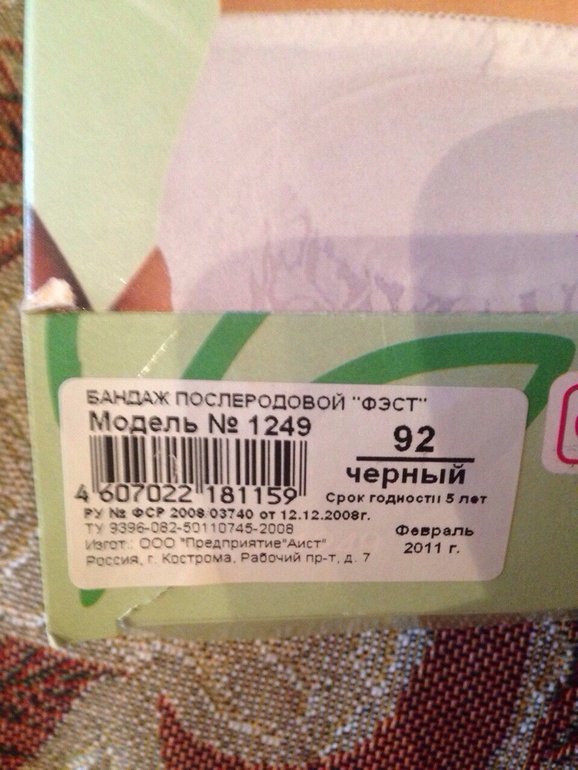 БАНДАЖ ПОСЛЕРОДОВОЙ "ФЭСТ"
Модель № 1249
92
черный
4 607022 181159
Срок годности 5 лет
РУ № ФСР 2008/03740 от 12.12.2008г.
ТУ 9396-082-50110745-2008
Февраль
2011 г.
Изгот.: ООО "Предприятие"Аист"
Россия, г. Кострома, Рабочий пр-т, д. 7